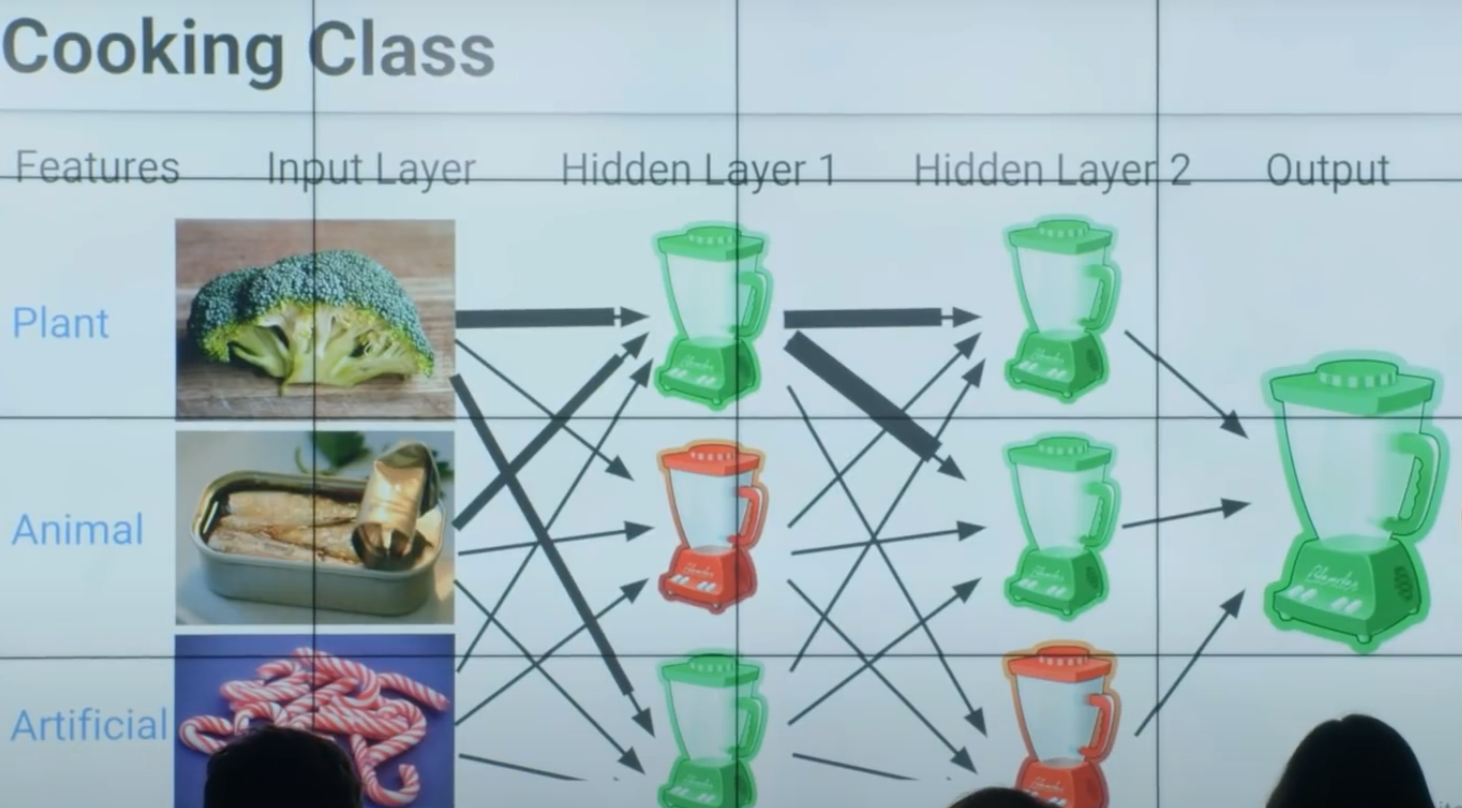 Cooking Class
Features Input Layer Hidden Layer 1 Hidden Layer 2 Output
Plant
Animal
Artificial